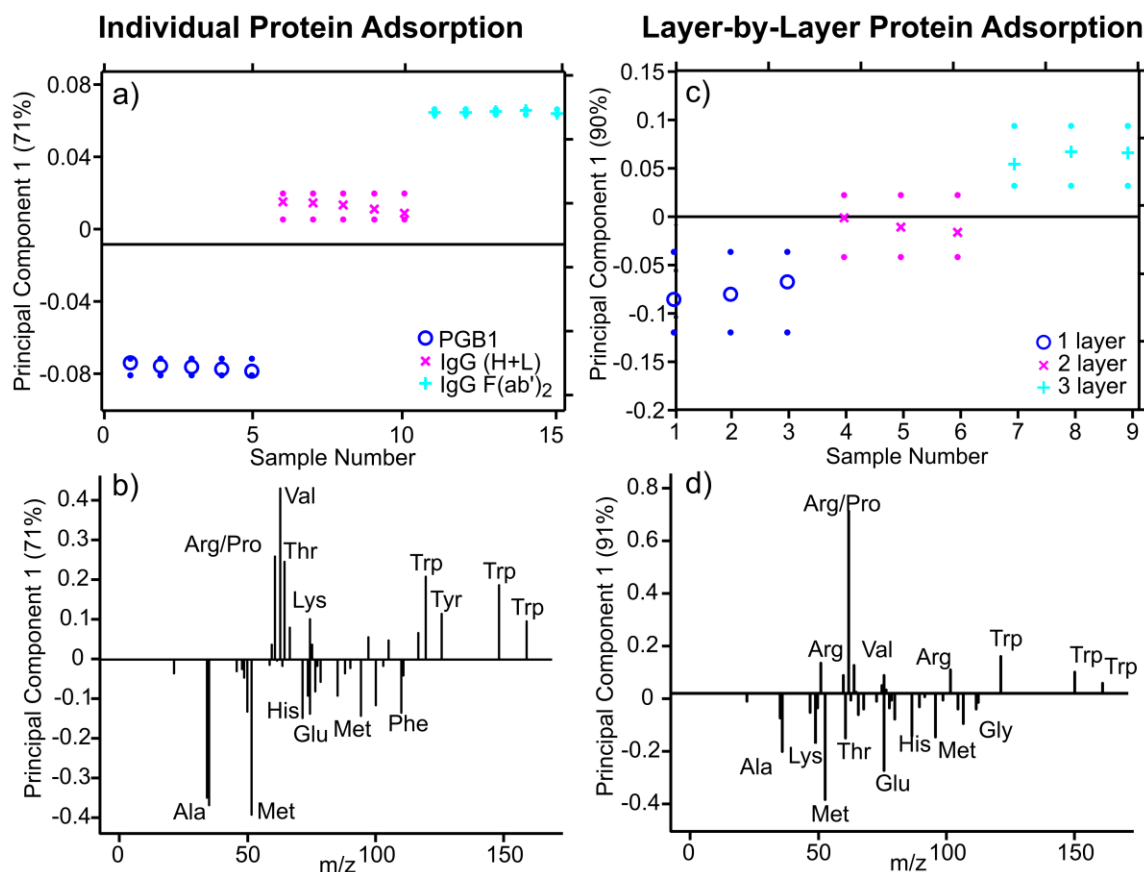 Individual Protein Adsorption
a)
Principal Component 1 (71%)
0.08
0.04
0
-0.04
-0.08
PGB1
IgG (H+L)
IgG F(ab')2
0
5
10
15
Sample Number
b)
Principal Component 1 (71%)
0.4
0.3
0.2
0.1
0
-0.1
-0.2
-0.3
-0.4
Val
Arg/Pro
Thr
Lys
Trp
Tyr
Trp
Trp
His
Glu
Met
Phe
Ala
Met
0
50
100
150
m/z
Layer-by-Layer Protein Adsorption
c)
Principal Component 1 (90%)
0.15
0.1
0.05
0
-0.05
-0.1
-0.15
-0.2
1 layer
2 layer
3 layer
1
2
3
4
5
6
7
8
9
Sample Number
d)
Principal Component 1 (91%)
0.8
0.6
0.4
0.2
0
-0.2
-0.4
Arg/Pro
Arg
Val
Arg
Trp
Trp
Trp
Ala
Lys
Met
Thr
Glu
His
Met
Gly
0
50
100
150
m/z